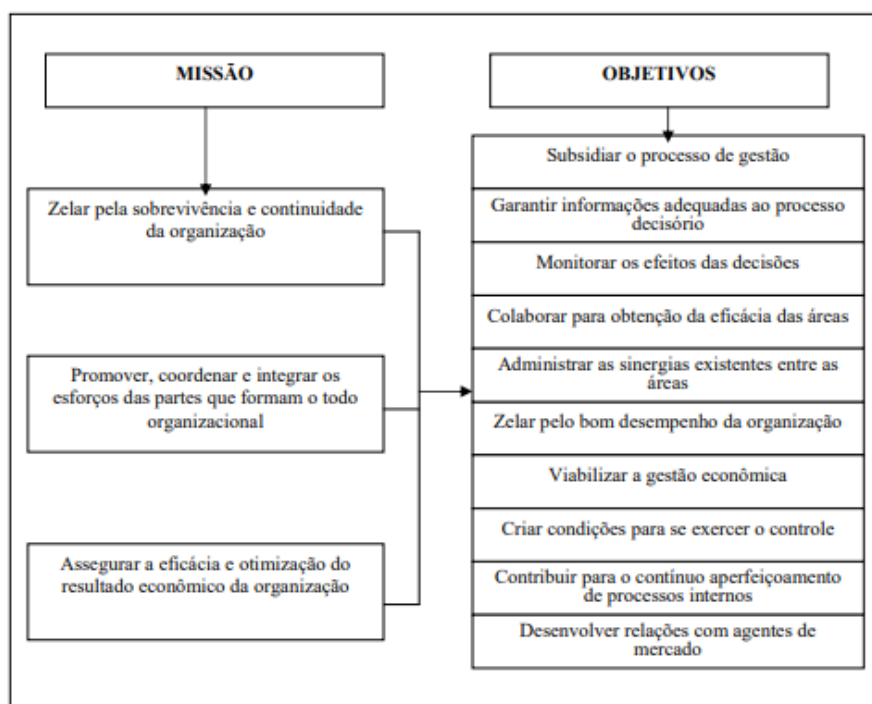 MISSÃO
Zelar pela sobrevivência e continuidade
da organização
Promover, coordenar e integrar os
esforços das partes que formam o todo
organizacional
Assegurar a eficácia e otimização do
resultado econômico da organização
OBJETIVOS
Subsidiar o processo de gestão
Garantir informações adequadas ao processo
decisório
Monitorar os efeitos das decisões
Colaborar para obtenção da eficácia das áreas
Administrar as sinergias existentes entre as
áreas
Zelar pelo bom desempenho da organização
Viabilizar a gestão econômica
Criar condições para se exercer o controle
Contribuir para o contínuo aperfeiçoamento
de processos internos
Desenvolver relações com agentes de
mercado